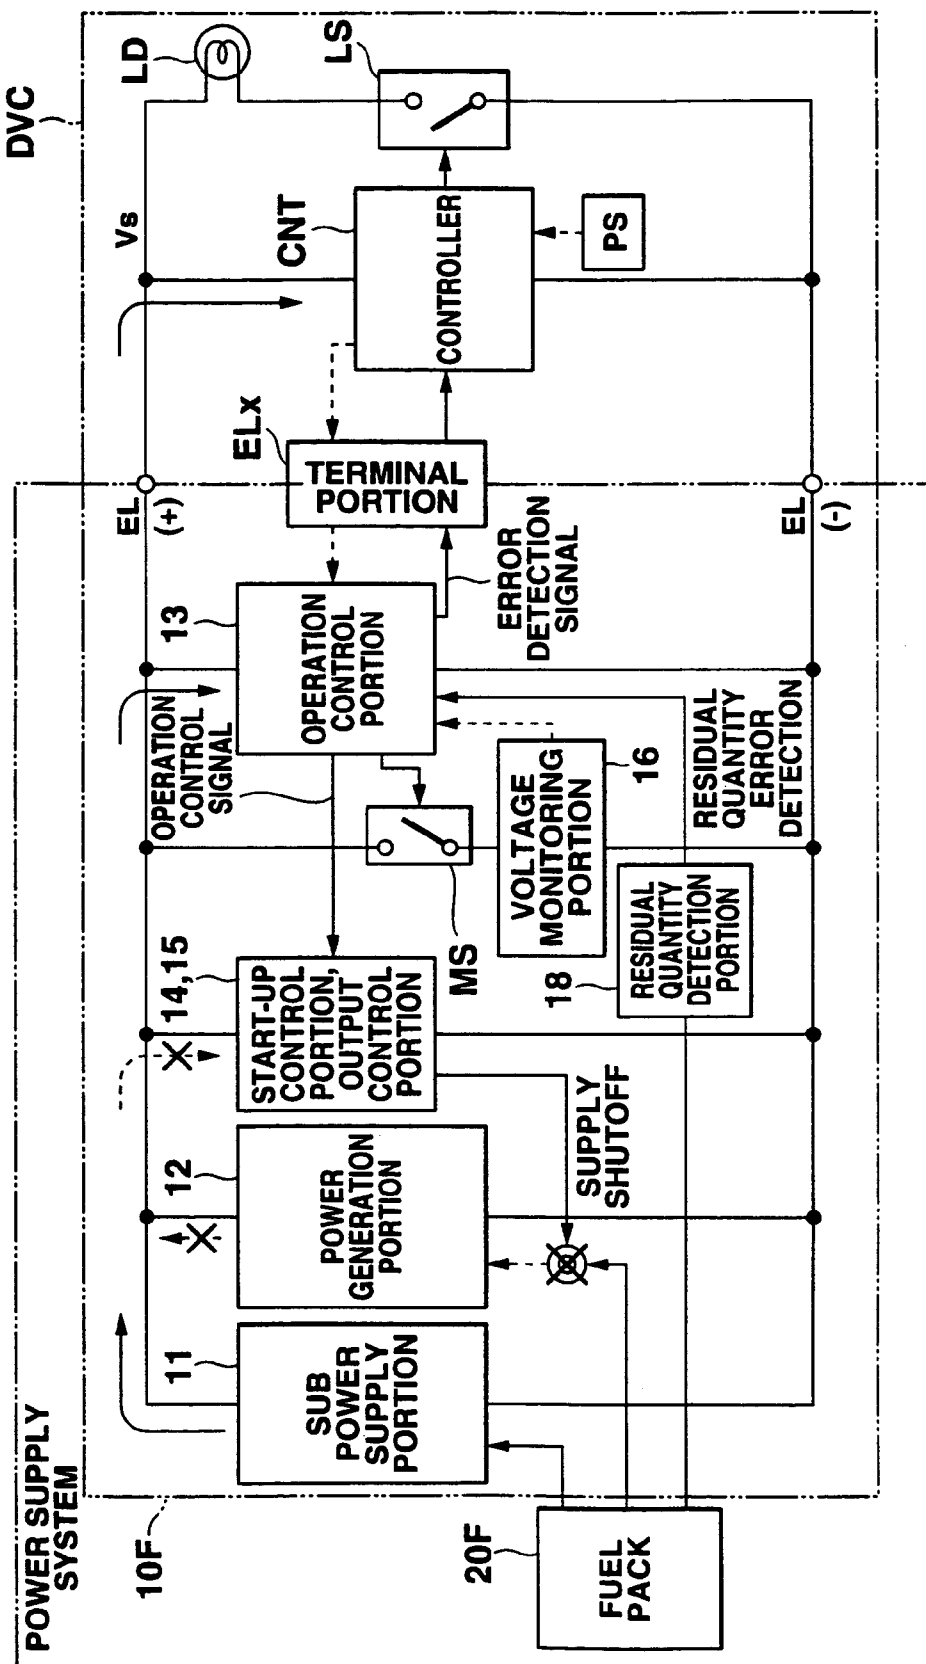 POWER SUPPLY
SYSTEM
10F
20F
FUEL
PACK
11
SUB
POWER
SUPPLY
PORTION
12
POWER
GENERATION
PORTION
SUPPLY
SHUTOFF
14,15
START-UP
CONTROL
PORTION,
OUTPUT
CONTROL
PORTION
MS
18
RESIDUAL
QUANTITY
DETECTION
PORTION
VOLTAGE
MONITORING
PORTION
16
OPERATION
CONTROL
SIGNAL
13
OPERATION
CONTROL
PORTION
RESIDUAL
QUANTITY
ERROR
DETECTION
ERROR
DETECTION
SIGNAL
EL
(+)
ELx
TERMINAL
PORTION
EL
(-)
Vs
CNT
CONTROLLER
PS
DVC
LD
LS